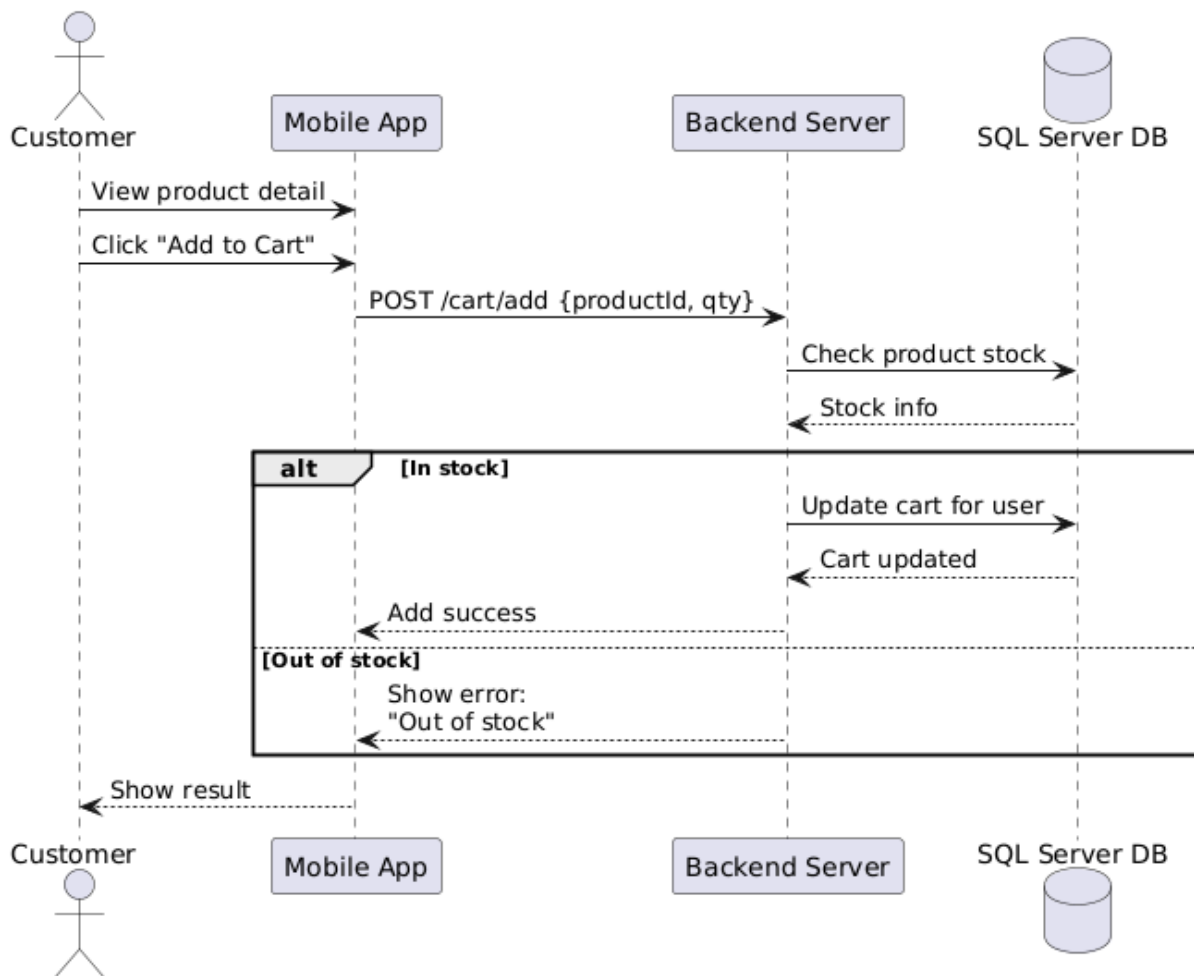 Customer
Mobile App
Backend Server
SQL Server DB
View product detail
Click "Add to Cart"
POST /cart/add {productId, qty}
Check product stock
Stock info
alt
[In stock]
Update cart for user
Cart updated
Add success
[Out of stock]
Show error:
"Out of stock"
Show result
Customer
Mobile App
Backend Server
SQL Server DB